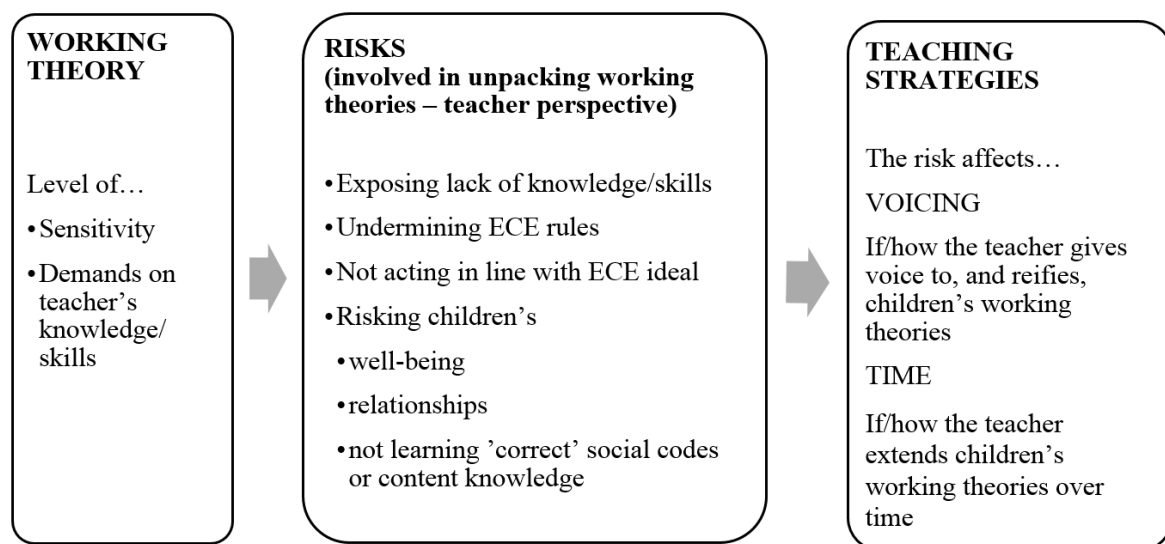 WORKING
THEORY
Level of…
•Sensitivity
•Demands on
teacher's
knowledge/
skills
RISKS
(involved in unpacking working
theories – teacher perspective)
•Exposing lack of knowledge/skills
•Undermining ECE rules
•Not acting in line with ECE ideal
•Risking children's
•well-being
•relationships
•not learning 'correct' social codes
or content knowledge
TEACHING
STRATEGIES
The risk affects…
VOICING
If/how the teacher gives
voice to, and reifies,
children's working
theories
TIME
If/how the teacher
extends children's
working theories over
time